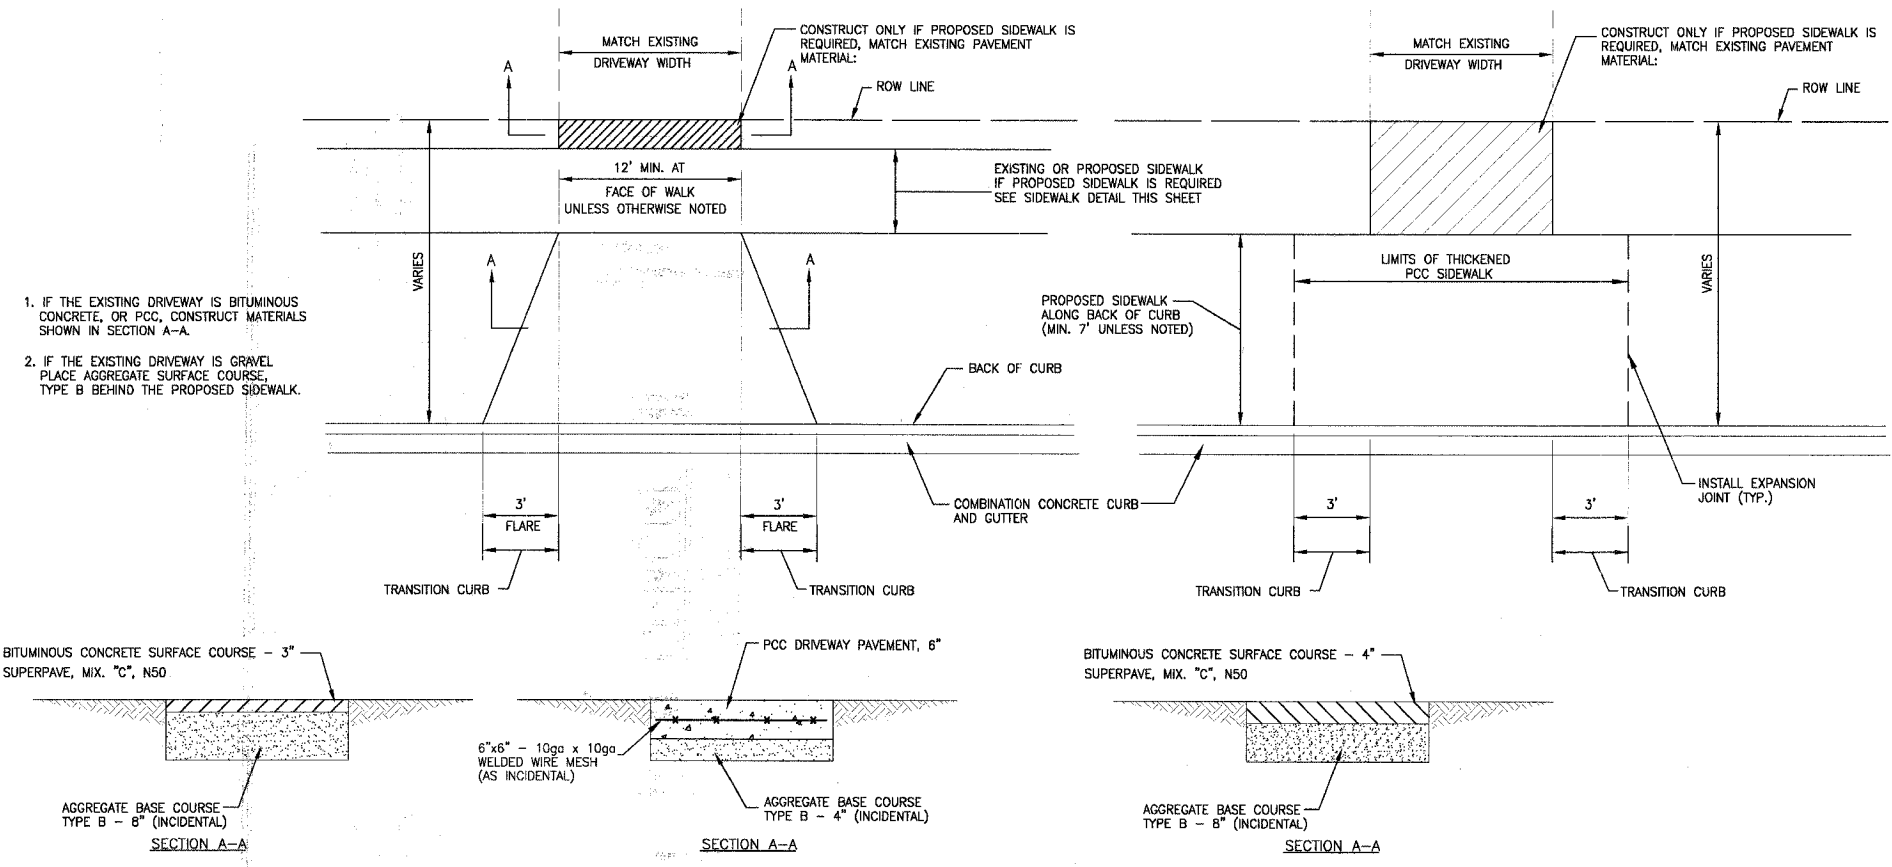 MATCH EXISTING
DRIVEWAY WIDTH
CONSTRUCT ONLY IF PROPOSED SIDEWALK IS
REQUIRED, MATCH EXISTING PAVEMENT
MATERIAL:
A
A
ROW LINE
12' MIN. AT
FACE OF WALK
UNLESS OTHERWISE NOTED
EXISTING OR PROPOSED SIDEWALK
IF PROPOSED SIDEWALK IS REQUIRED
SEE SIDEWALK DETAIL THIS SHEET
VARIES
A
A
1. IF THE EXISTING DRIVEWAY IS BITUMINOUS
CONCRETE, OR PCC, CONSTRUCT MATERIALS
SHOWN IN SECTION A-A.
2. IF THE EXISTING DRIVEWAY IS GRAVEL
PLACE AGGREGATE SURFACE COURSE,
TYPE B BEHIND THE PROPOSED SIDEWALK.
BACK OF CURB
3'
FLARE
3'
FLARE
COMBINATION CONCRETE CURB
AND GUTTER
TRANSITION CURB
TRANSITION CURB
MATCH EXISTING
DRIVEWAY WIDTH
CONSTRUCT ONLY IF PROPOSED SIDEWALK IS
REQUIRED, MATCH EXISTING PAVEMENT
MATERIAL:
ROW LINE
LIMITS OF THICKENED
PCC SIDEWALK
VARIES
PROPOSED SIDEWALK
ALONG BACK OF CURB
(MIN. 7' UNLESS NOTED)
INSTALL EXPANSION
JOINT (TYP.)
3'
3'
TRANSITION CURB
TRANSITION CURB
BITUMINOUS CONCRETE SURFACE COURSE - 3"
SUPERPAVE, MIX. "C", N50
AGGREGATE BASE COURSE
TYPE B - 8" (INCIDENTAL)
SECTION A-A
PCC DRIVEWAY PAVEMENT, 6"
6"x6" - 10ga x 10ga
WELDED WIRE MESH
(AS INCIDENTAL)
AGGREGATE BASE COURSE
TYPE B - 4" (INCIDENTAL)
SECTION A-A
BITUMINOUS CONCRETE SURFACE COURSE - 4"
SUPERPAVE, MIX. "C", N50
AGGREGATE BASE COURSE
TYPE B - 8" (INCIDENTAL)
SECTION A-A